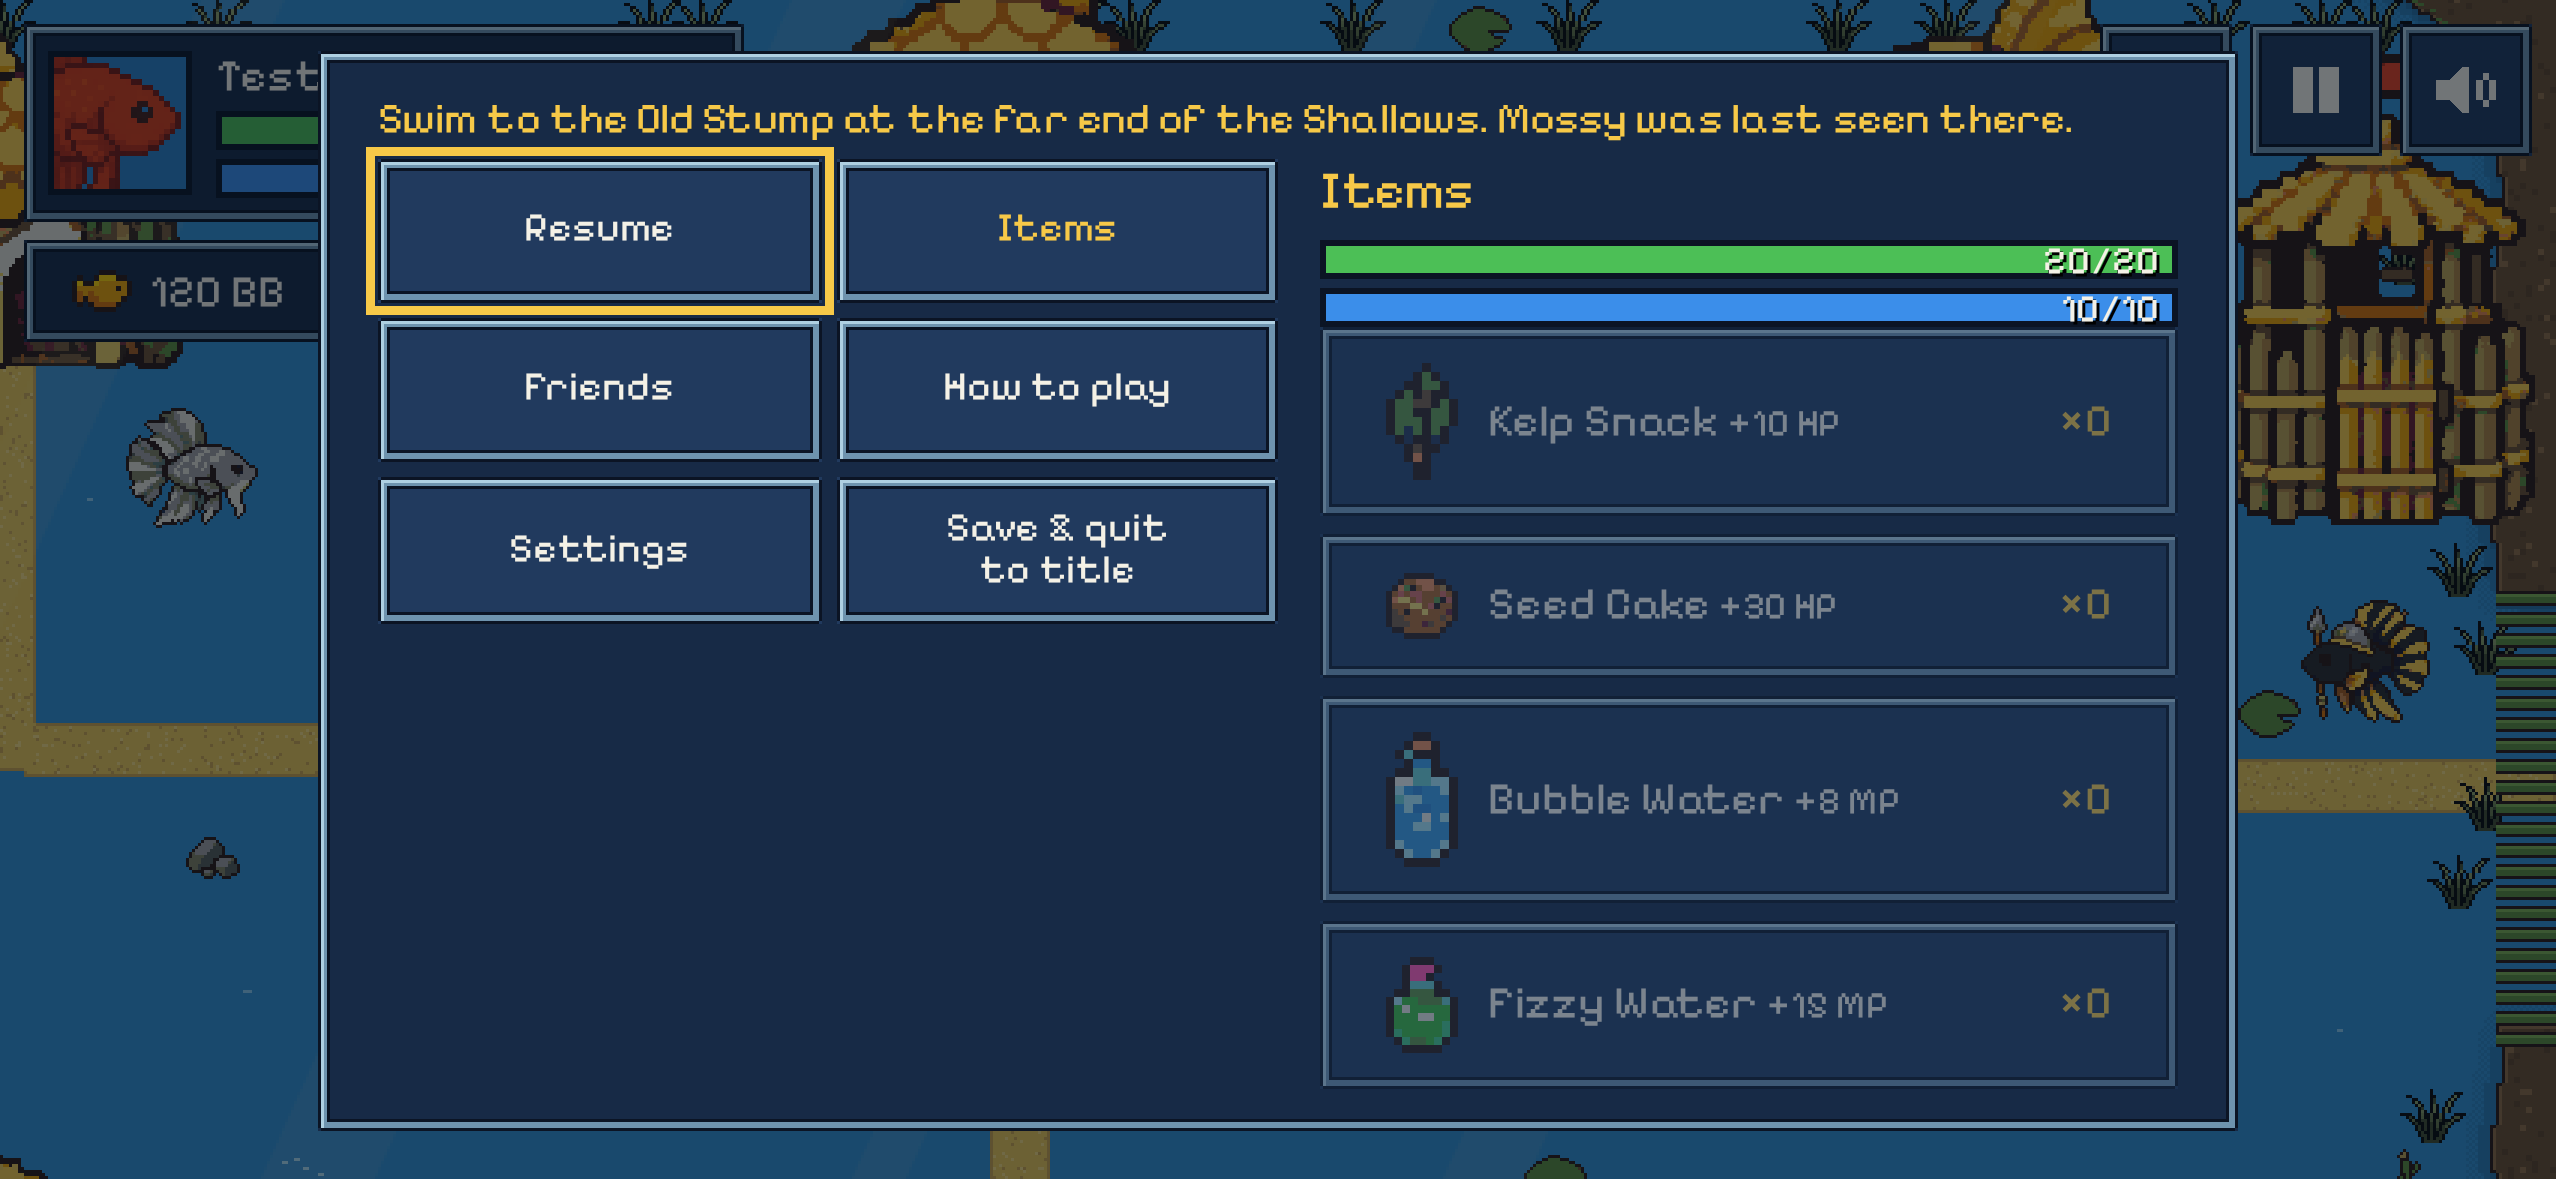 Test
120 BB
Swim to the Old Stump at the far end of the Shallows. Mossy was last seen there.
Resume
Items
Friends
How to play
Settings
Save & quit
to title
Items
20/20
10/10
Kelp Snack +10 HP ×0
Seed Cake +30 HP ×0
Bubble Water +8 MP ×0
Fizzy Water +18 MP ×0